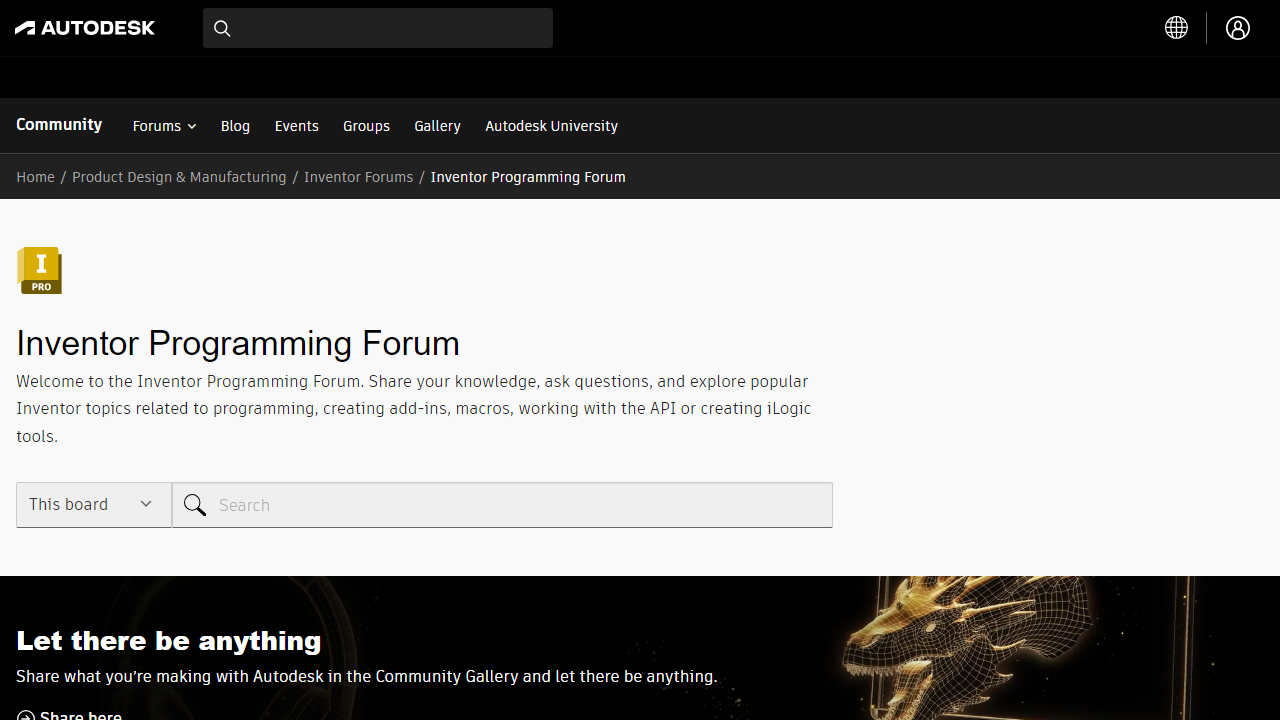 AUTODESK
Community
Forums
Blog
Events
Groups
Gallery
Autodesk University
Home / Product Design & Manufacturing / Inventor Forums / Inventor Programming Forum
I
PRO
Inventor Programming Forum
Welcome to the Inventor Programming Forum. Share your knowledge, ask questions, and explore popular
Inventor topics related to programming, creating add-ins, macros, working with the API or creating iLogic
tools.
This board
Search
Let there be anything
Share what you’re making with Autodesk in the Community Gallery and let there be anything.
Share here